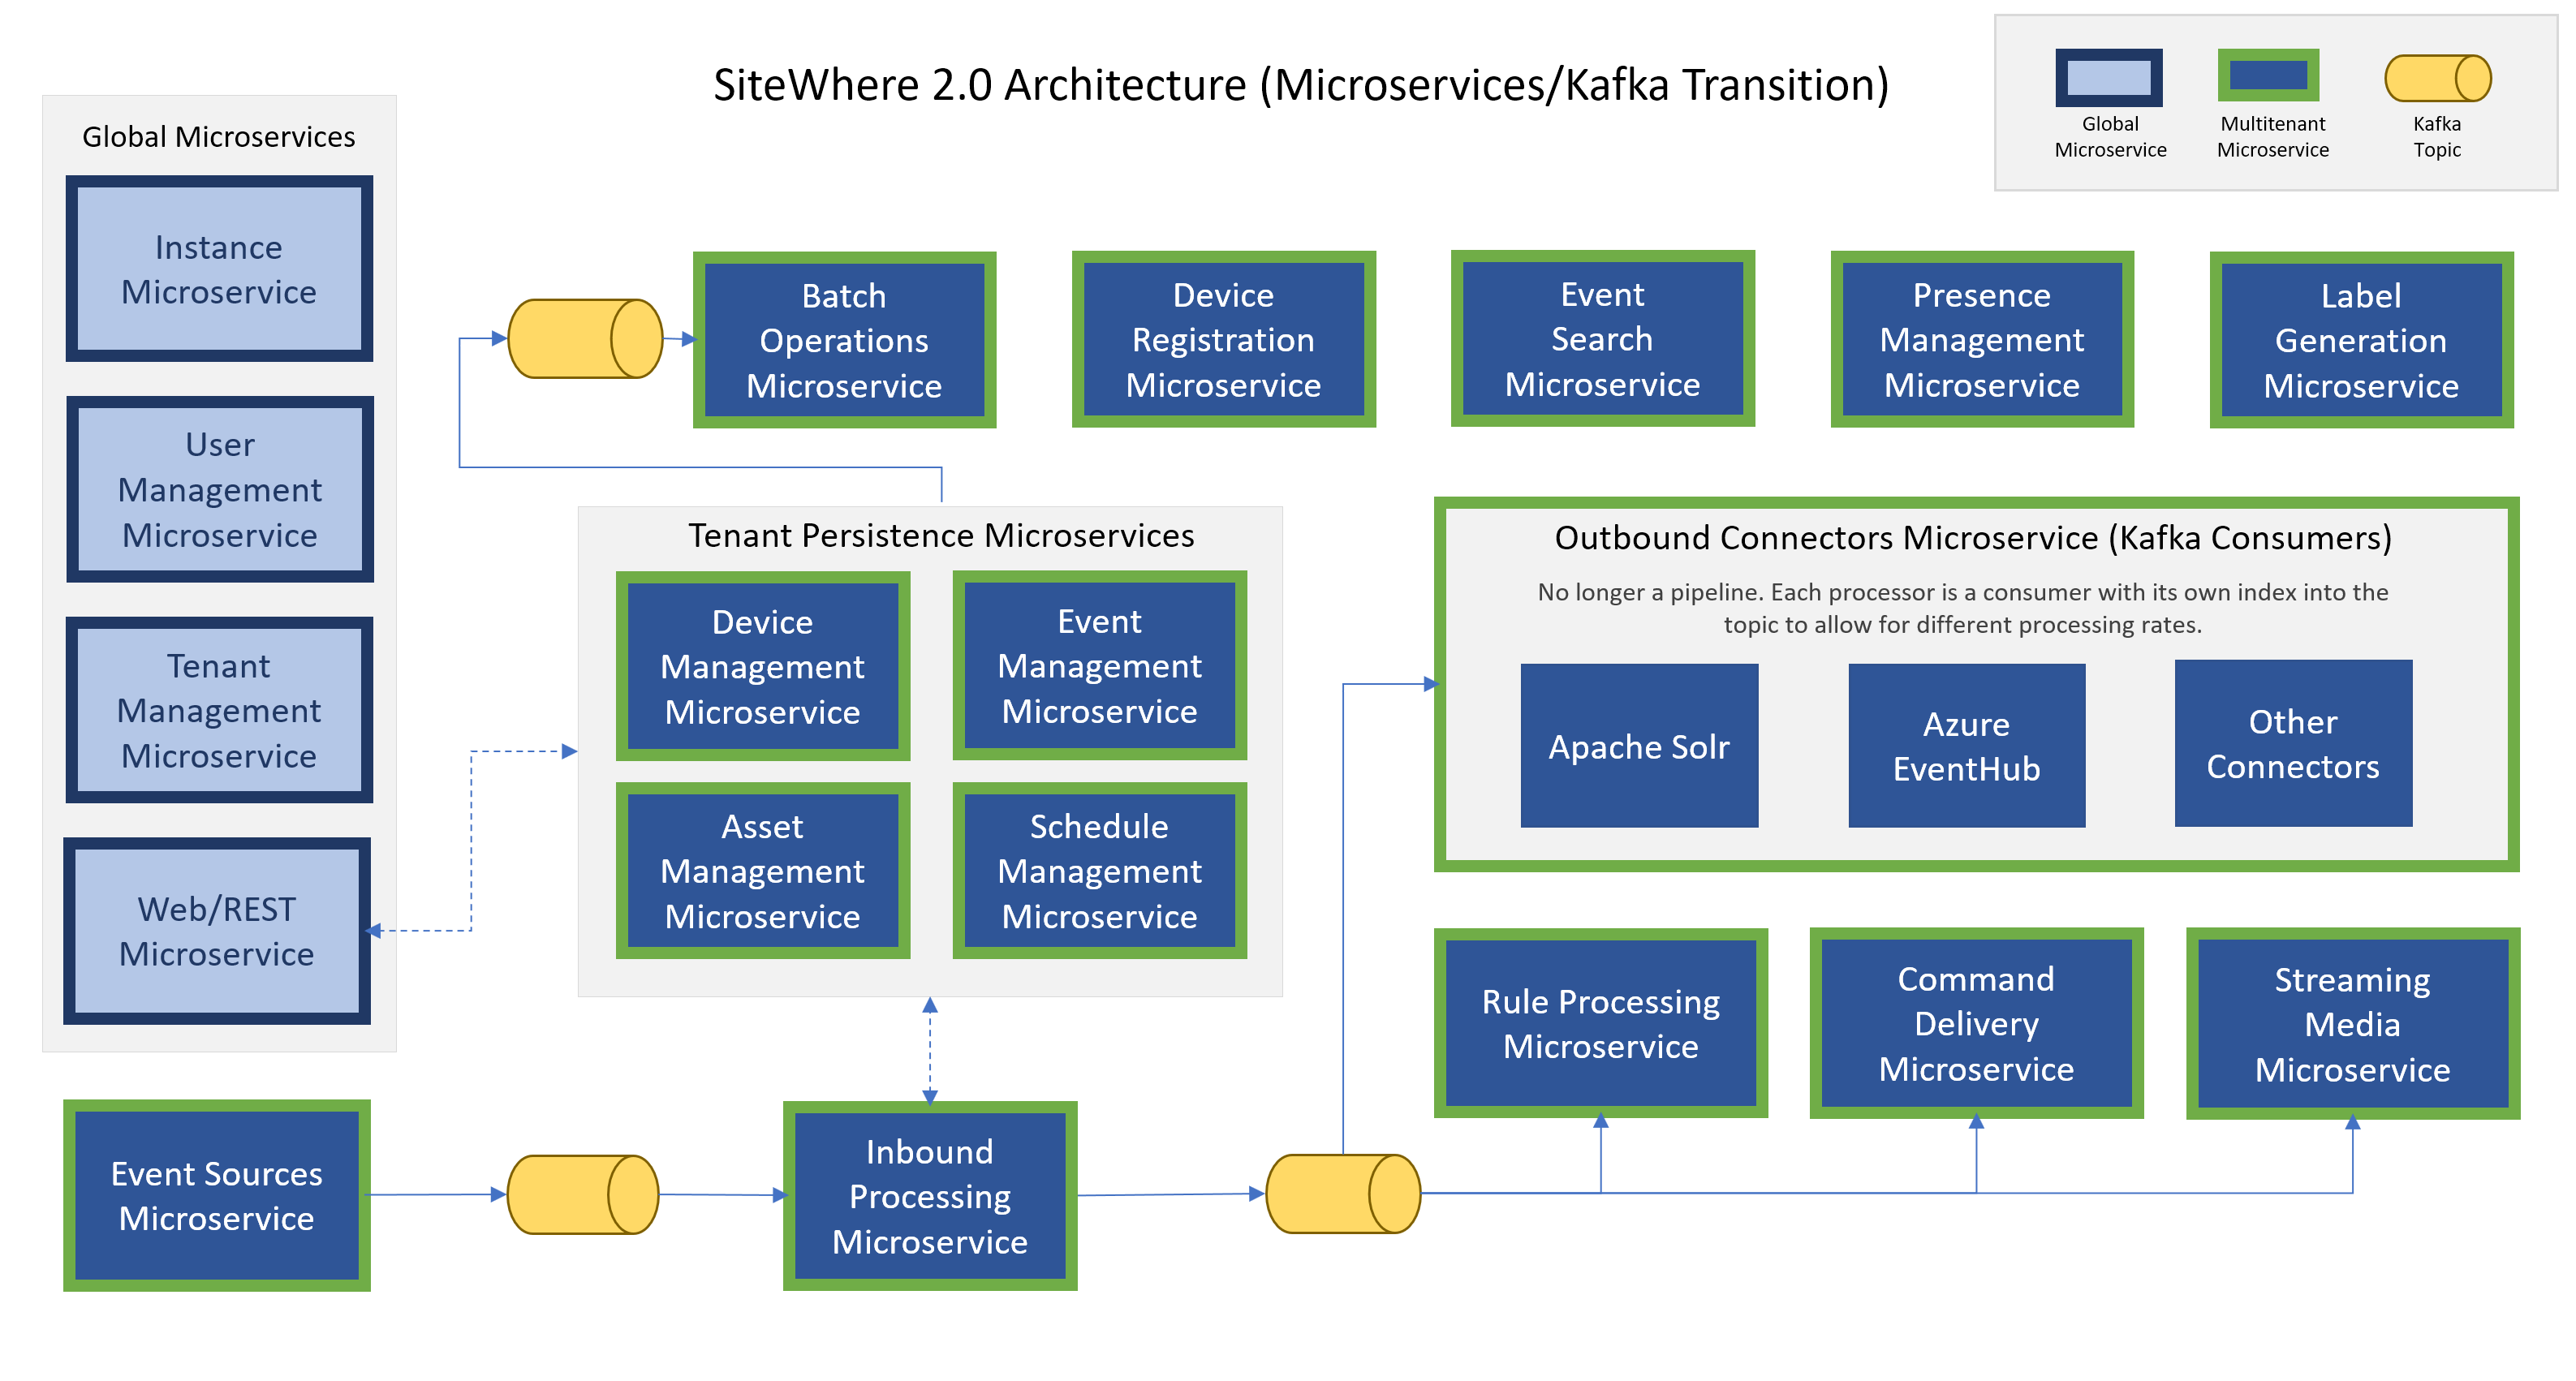 SiteWhere 2.0 Architecture (Microservices/Kafka Transition)
Global
Microservice
Multitenant
Microservice
Kafka
Topic
Global Microservices
Instance
Microservice
User
Management
Microservice
Tenant
Management
Microservice
Web/REST
Microservice
Batch
Operations
Microservice
Device
Registration
Microservice
Event
Search
Microservice
Presence
Management
Microservice
Label
Generation
Microservice
Tenant Persistence Microservices
Device
Management
Microservice
Event
Management
Microservice
Asset
Management
Microservice
Schedule
Management
Microservice
Outbound Connectors Microservice (Kafka Consumers)
No longer a pipeline. Each processor is a consumer with its own index into the
topic to allow for different processing rates.
Apache Solr
Azure
EventHub
Other
Connectors
Rule Processing
Microservice
Command
Delivery
Microservice
Streaming
Media
Microservice
Event Sources
Microservice
Inbound
Processing
Microservice